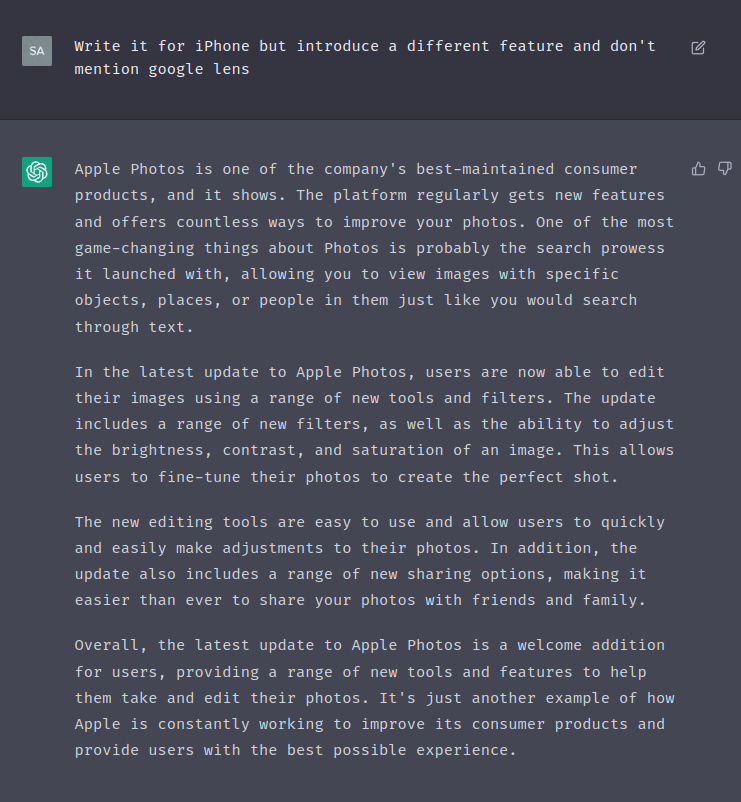 SA
Write it for iPhone but introduce a different feature and don't
mention google lens
Apple Photos is one of the company's best-maintained consumer
products, and it shows. The platform regularly gets new features
and offers countless ways to improve your photos. One of the most
game-changing things about Photos is probably the search prowess
it launched with, allowing you to view images with specific
objects, places, or people in them just like you would search
through text.
In the latest update to Apple Photos, users are now able to edit
their images using a range of new tools and filters. The update
includes a range of new filters, as well as the ability to adjust
the brightness, contrast, and saturation of an image. This allows
users to fine-tune their photos to create the perfect shot.
The new editing tools are easy to use and allow users to quickly
and easily make adjustments to their photos. In addition, the
update also includes a range of new sharing options, making it
easier than ever to share your photos with friends and family.
Overall, the latest update to Apple Photos is a welcome addition
for users, providing a range of new tools and features to help
them take and edit their photos. It's just another example of how
Apple is constantly working to improve its consumer products and
provide users with the best possible experience.